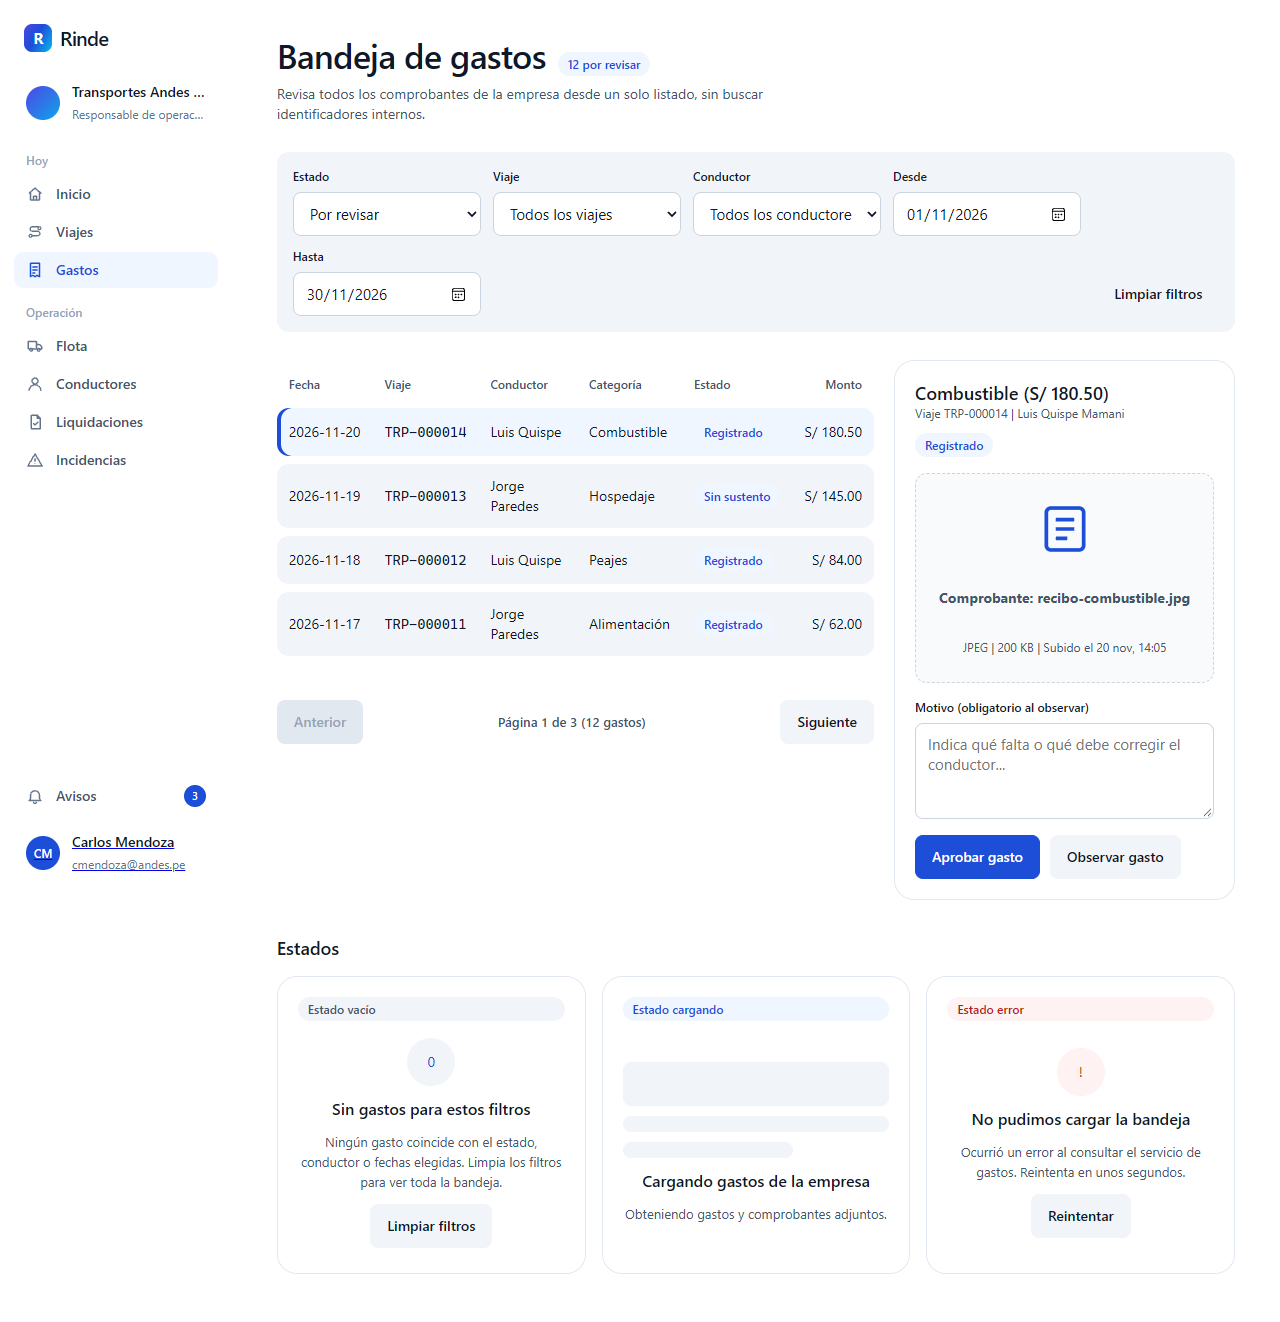 R Rinde
Transportes Andes ...
Responsable de operac...
Hoy
Inicio
Viajes
Gastos
Operación
Flota
Conductores
Liquidaciones
Incidencias
Avisos 3
CM
Carlos Mendoza
cmendoza@andes.pe
Bandeja de gastos 12 por revisar
Revisa todos los comprobantes de la empresa desde un solo listado, sin buscar
identificadores internos.
Estado Viaje Conductor Desde
Por revisar Todos los viajes Todos los conductore 01/11/2026
Hasta
30/11/2026 Limpiar filtros
Fecha Viaje Conductor Categoría Estado Monto
2026-11-20 TRP-000014 Luis Quispe Combustible Registrado S/ 180.50
2026-11-19 TRP-000013 Jorge Paredes Hospedaje Sin sustento S/ 145.00
2026-11-18 TRP-000012 Luis Quispe Peajes Registrado S/ 84.00
2026-11-17 TRP-000011 Jorge Paredes Alimentación Registrado S/ 62.00
Anterior Página 1 de 3 (12 gastos) Siguiente
Combustible (S/ 180.50)
Viaje TRP-000014 | Luis Quispe Mamani
Registrado
Comprobante: recibo-combustible.jpg
JPEG | 200 KB | Subido el 20 nov, 14:05
Motivo (obligatorio al observar)
Indica qué falta o qué debe corregir el
conductor...
Aprobar gasto Observar gasto
Estados
Estado vacío
0
Sin gastos para estos filtros
Ningún gasto coincide con el estado,
conductor o fechas elegidas. Limpia los filtros
para ver toda la bandeja.
Limpiar filtros
Estado cargando
Cargando gastos de la empresa
Obteniendo gastos y comprobantes adjuntos.
Estado error
!
No pudimos cargar la bandeja
Ocurrió un error al consultar el servicio de
gastos. Reintenta en unos segundos.
Reintentar